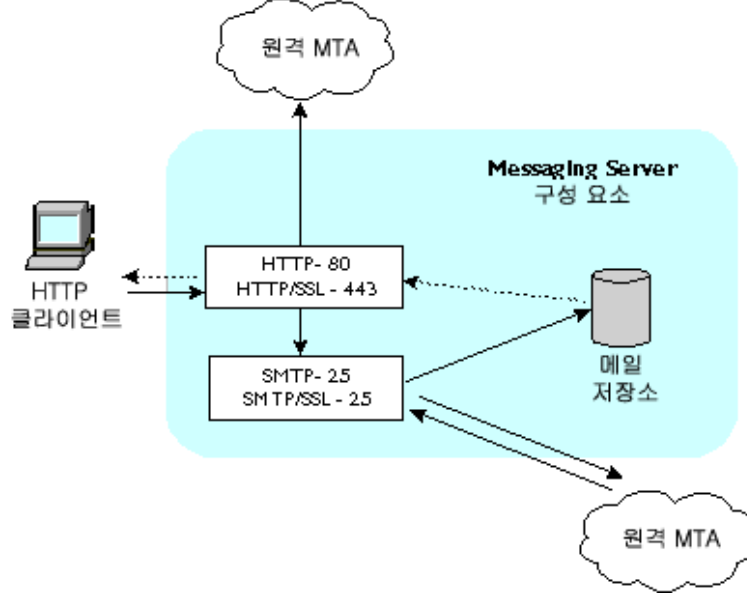 원격 MTA
Messaging Server
구성 요소
HTTP- 80
HTTP/SSL - 443
HTTP
클라이언트
SMTP- 25
SMTP/SSL - 25
메일
저장소
원격 MTA